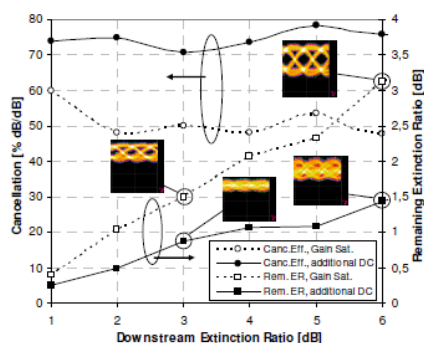 80
70
60
50
40
30
20
10
0
Cancellation [% dB/dB]
4
3,5
3
2,5
2
1,5
1
0,5
0
Remaining Extinction Ratio [dB]
Canc.Eff., Gain Sat.
Canc.Eff., additional DC
Rem. ER, Gain Sat.
Rem. ER, additional DC
1 2 3 4 5 6
Downstream Extinction Ratio [dB]